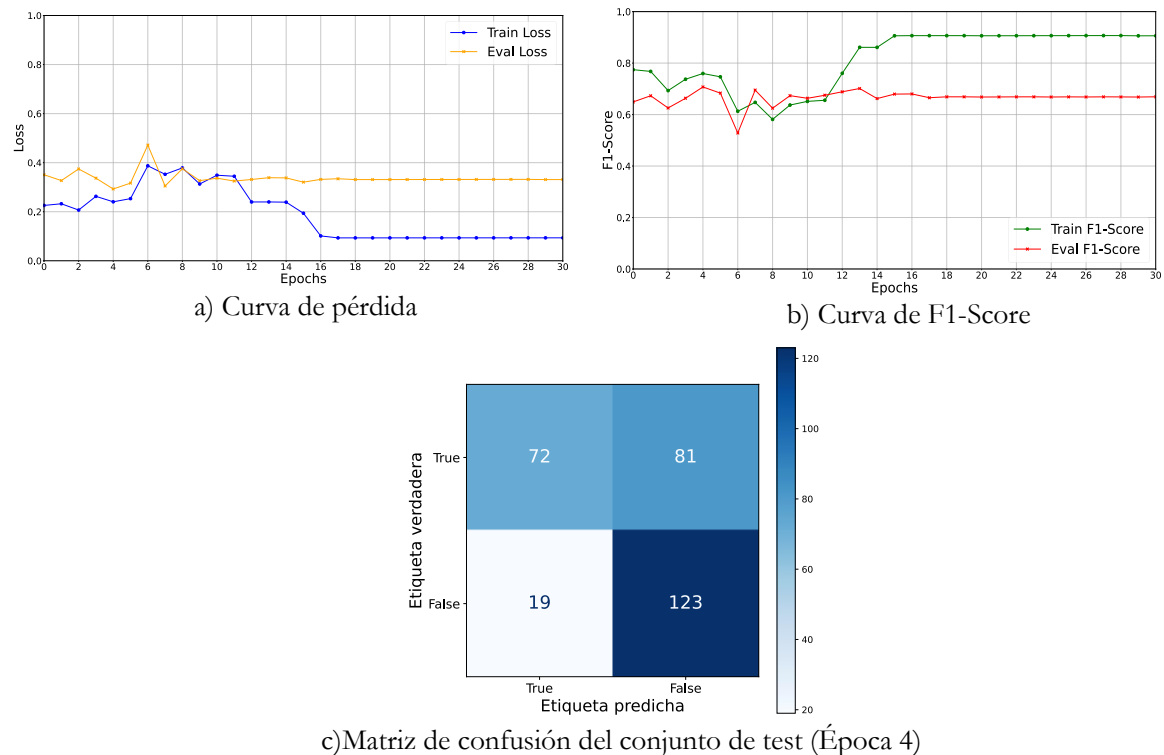 1.0
0.8
0.6
0.4
0.2
0.0
Loss
Train Loss
Eval Loss
0 2 4 6 8 10 12 14 16 18 20 22 24 26 28 30
Epochs
a) Curva de pérdida
1.0
0.8
0.6
0.4
0.2
0.0
F1-Score
Train F1-Score
Eval F1-Score
0 2 4 6 8 10 12 14 16 18 20 22 24 26 28 30
Epochs
b) Curva de F1-Score
Etiqueta verdadera
True
72 81
False
19 123
True False
Etiqueta predicha
120
100
80
60
40
20
c)Matriz de confusión del conjunto de test (Época 4)